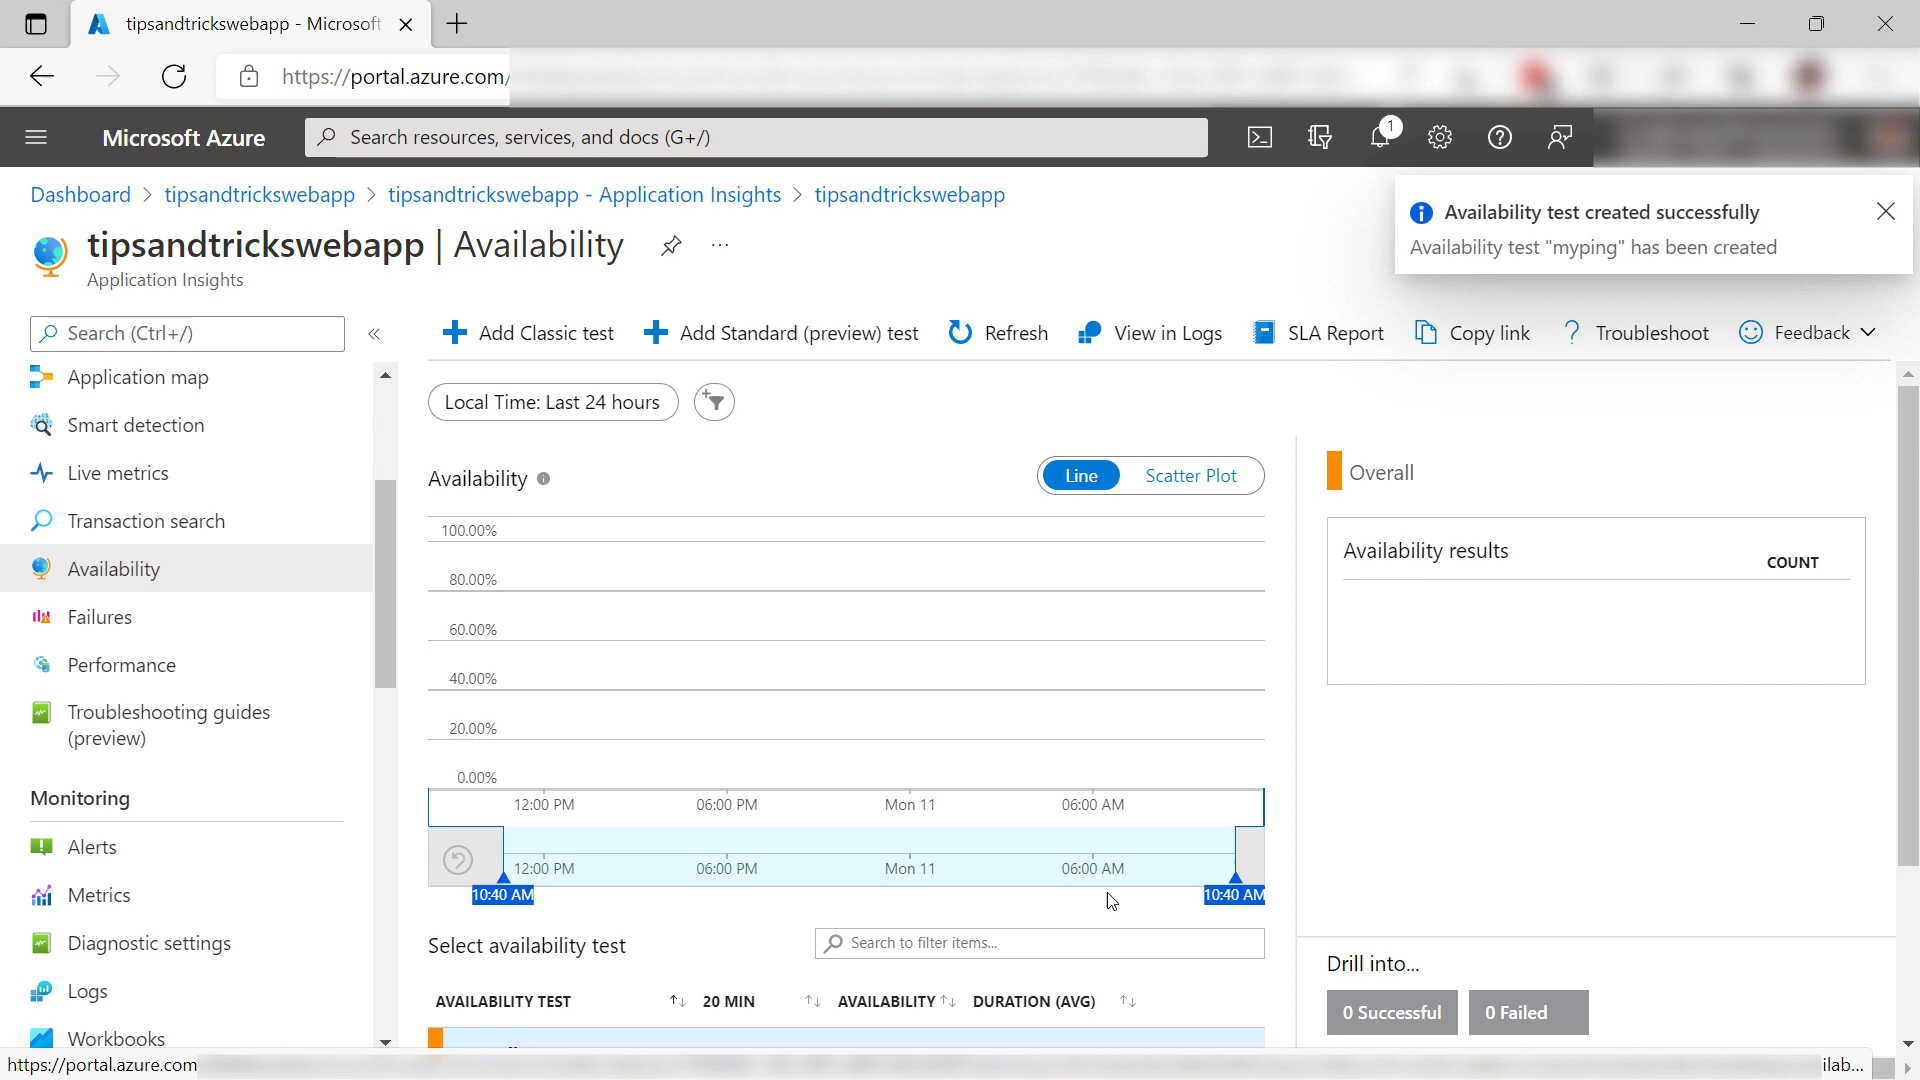 tipsandtrickswebapp - Microsoft
https://portal.azure.com/
Microsoft Azure
Search resources, services, and docs (G+/)
1
Dashboard > tipsandtrickswebapp > tipsandtrickswebapp - Application Insights > tipsandtrickswebapp
tipsandtrickswebapp | Availability
Application Insights
Availability test created successfully
Availability test "myping" has been created
Search (Ctrl+/)
Add Classic test
Add Standard (preview) test
Refresh
View in Logs
SLA Report
Copy link
Troubleshoot
Feedback
Application map
Smart detection
Live metrics
Transaction search
Availability
Failures
Performance
Troubleshooting guides
(preview)
Monitoring
Alerts
Metrics
Diagnostic settings
Logs
Workbooks
Local Time: Last 24 hours
Availability
Line
Scatter Plot
100.00%
80.00%
60.00%
40.00%
20.00%
0.00%
12:00 PM 06:00 PM Mon 11 06:00 AM
12:00 PM 06:00 PM Mon 11 06:00 AM
10:40 AM 10:40 AM
Select availability test
Search to filter items...
AVAILABILITY TEST 20 MIN AVAILABILITY DURATION (AVG)
Overall
Availability results
COUNT
Drill into...
0 Successful
0 Failed
https://portal.azure.com
ilab...